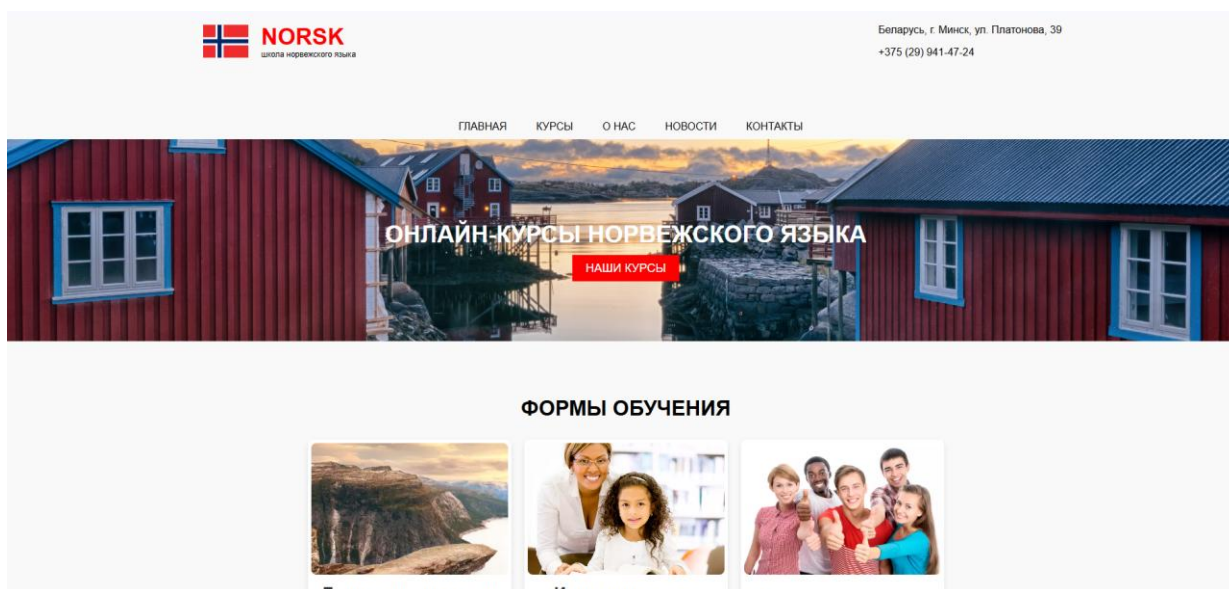 NORSK
школа норвежского языка
Беларусь, г. Минск, ул. Платонова, 39
+375 (29) 941-47-24
ГЛАВНАЯ КУРСЫ О НАС НОВОСТИ КОНТАКТЫ
ОНЛАЙН-КУРСЫ НОРВЕЖСКОГО ЯЗЫКА
НАШИ КУРСЫ
ФОРМЫ ОБУЧЕНИЯ